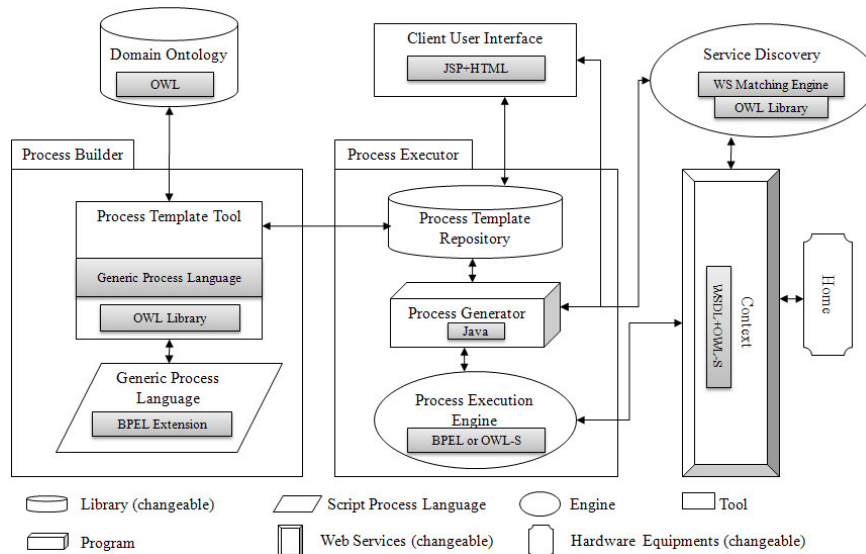 Domain Ontology
OWL
Client User Interface
JSP+HTML
Service Discovery
WS Matching Engine
OWL Library
Process Builder
Process Executor
Process Template Tool
Generic Process Language
OWL Library
Generic Process
Language
BPEL Extension
Process Template
Repository
Process Generator
Java
Process Execution
Engine
BPEL or OWL-S
WSDL+OWL-S
Context
Home
Library (changeable)
Script Process Language
Engine
Tool
Program
Web Services (changeable)
Hardware Equipments (changeable)